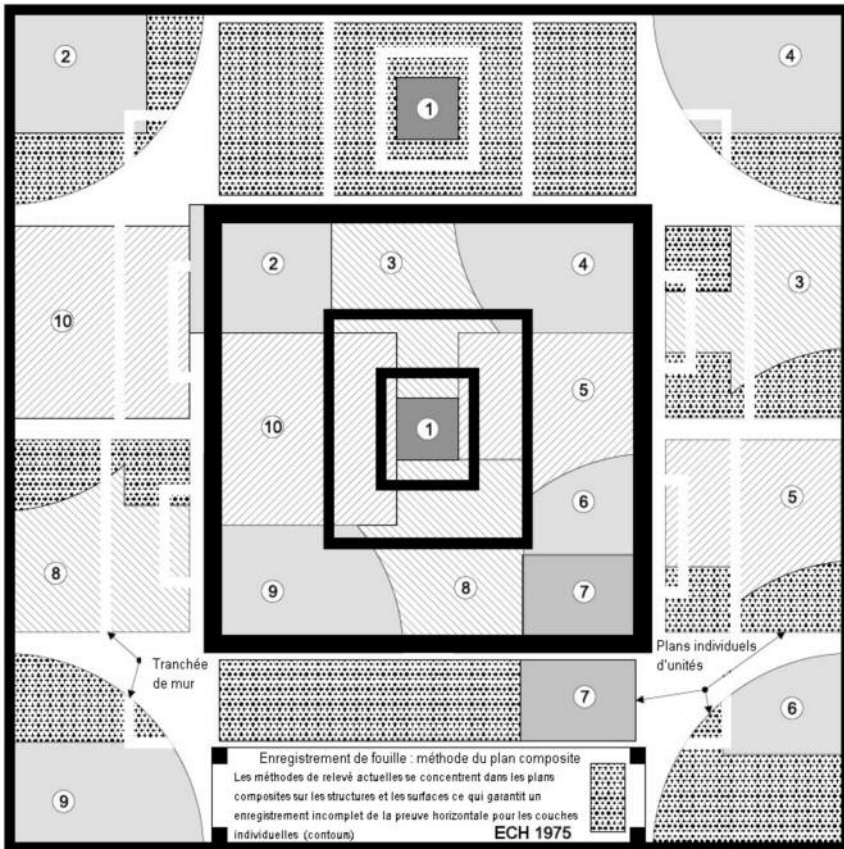 2
1
4
2
3
4
3
10
5
10
1
5
6
8
9
8
7
Tranchée
de mur
Plans individuels
d'unités
7
6
9
Enregistrement de fouille : méthode du plan composite
Les méthodes de relevé actuelles se concentrent dans les plans
composites sur les structures et les surfaces ce qui garantit un
enregistrement incomplet de la preuve horizontale pour les couches
individuelles (contours)
ECH 1975